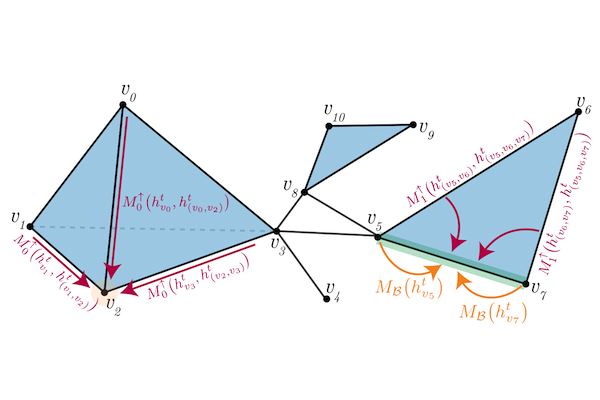 v₀
v₁₀
v₉
v₆
v₈
v₁
v₃
v₅
v₂
v₄
v₇
M₀^↑(h^t_{v₀}, h^t_{(v₀,v₂)})
M₀^↑(h^t_{v₁}, h^t_{(v₁,v₂)})
M₀^↑(h^t_{v₃}, h^t_{(v₂,v₃)})
M₁^↑(h^t_{(v₅,v₆)}, h^t_{(v₅,v₆,v₇)})
M₁^↑(h^t_{(v₆,v₇)}, h^t_{(v₅,v₆,v₇)})
M_ℬ(h^t_{v₅})
M_ℬ(h^t_{v₇})